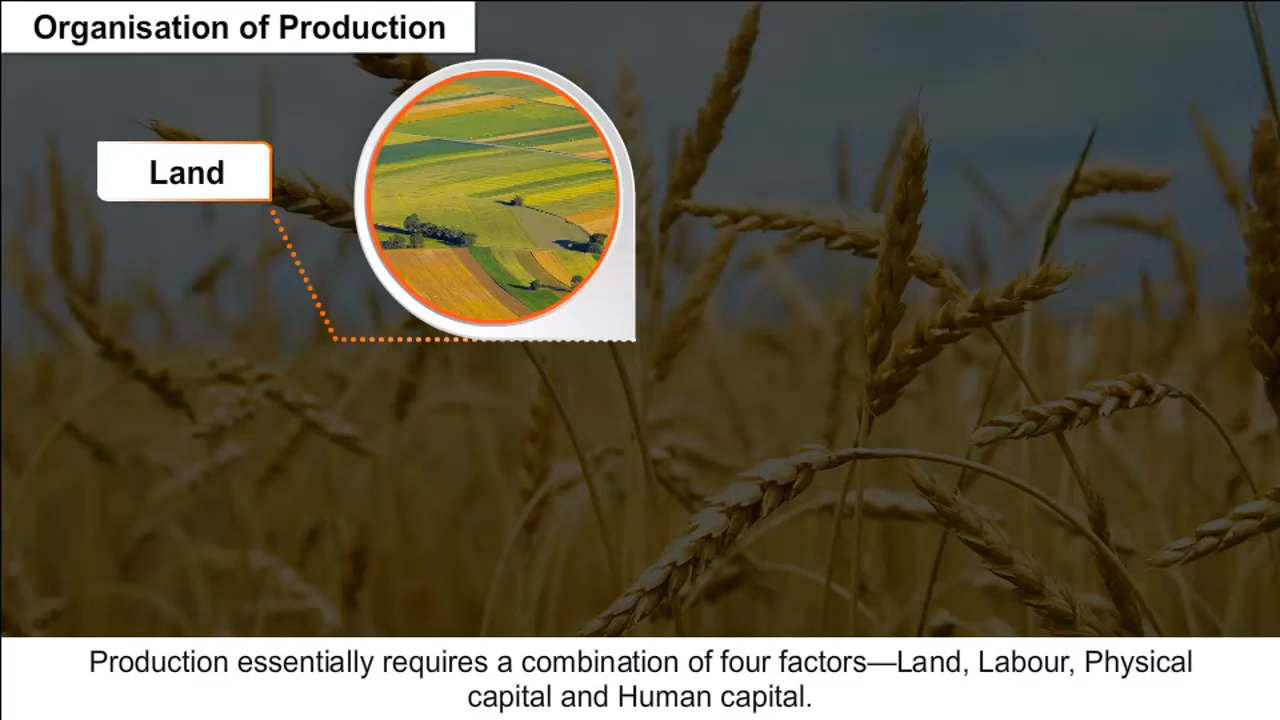 Organisation of Production
Land
Production essentially requires a combination of four factors—Land, Labour, Physical
capital and Human capital.